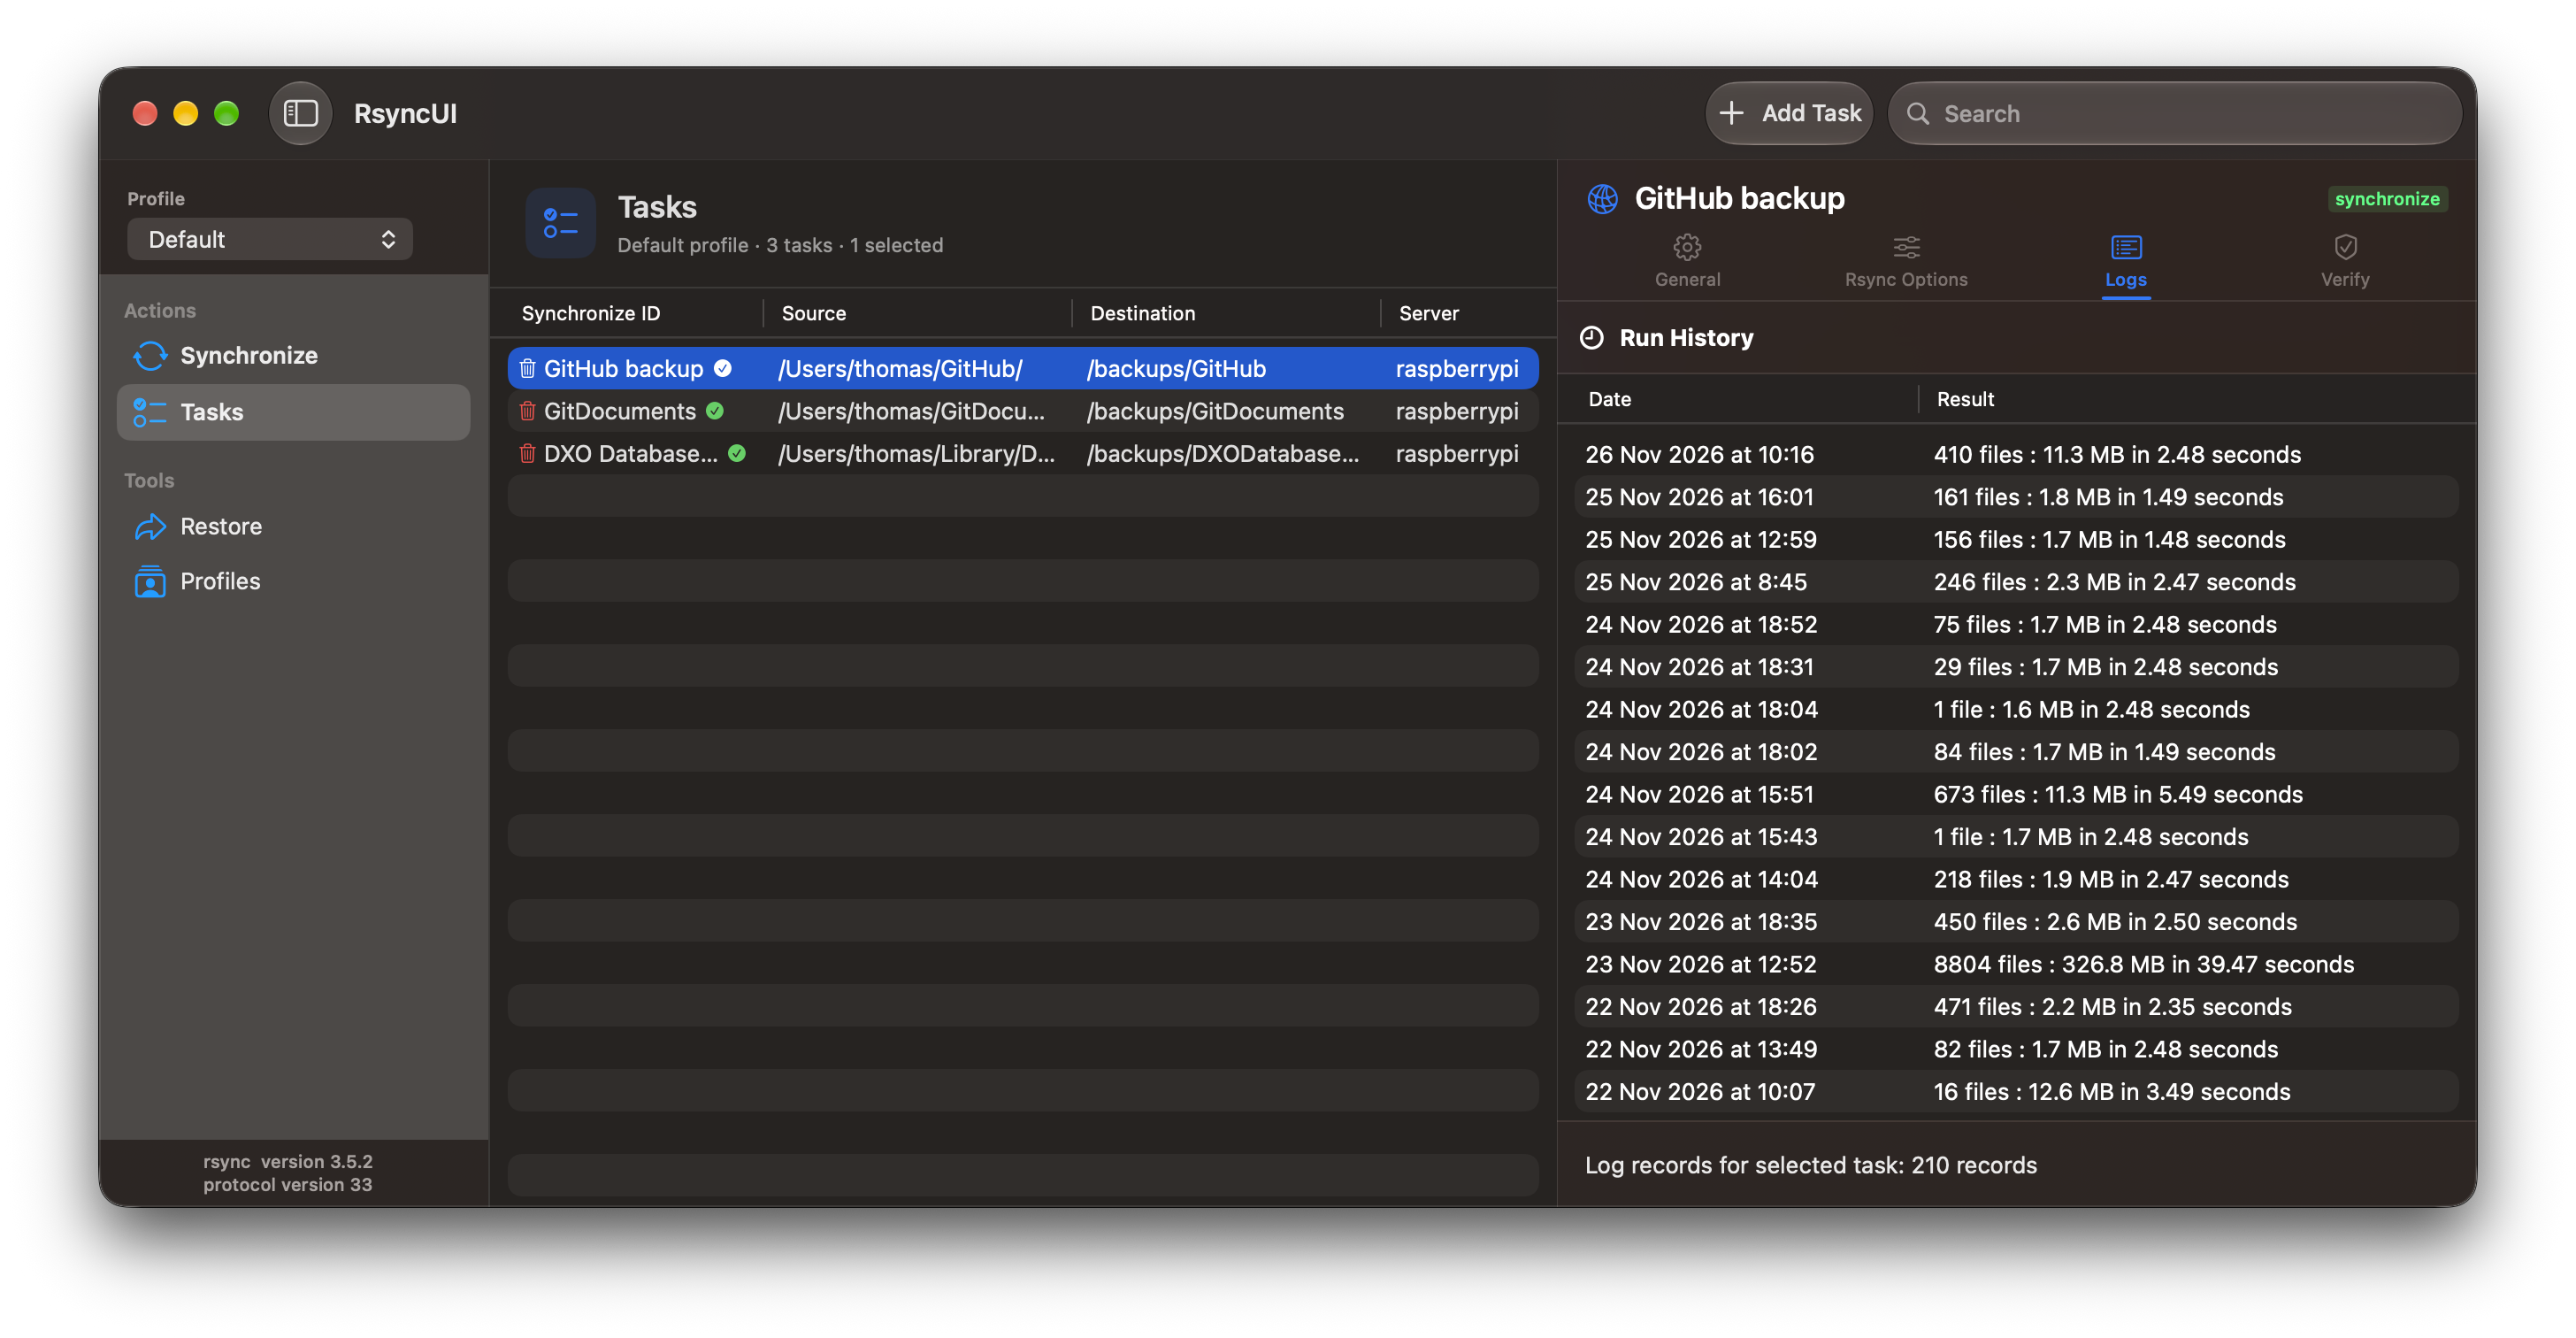 RsyncUI
Add Task
Search
Profile
Default
Actions
Synchronize
Tasks
Tools
Restore
Profiles
rsync  version 3.5.2
protocol version 33
Tasks
Default profile · 3 tasks · 1 selected
Synchronize ID Source Destination Server
GitHub backup /Users/thomas/GitHub/ /backups/GitHub raspberrypi
GitDocuments /Users/thomas/GitDocu... /backups/GitDocuments raspberrypi
DXO Database... /Users/thomas/Library/D... /backups/DXODatabase... raspberrypi
GitHub backup synchronize
General Rsync Options Logs Verify
Run History
Date Result
26 Nov 2026 at 10:16 410 files : 11.3 MB in 2.48 seconds
25 Nov 2026 at 16:01 161 files : 1.8 MB in 1.49 seconds
25 Nov 2026 at 12:59 156 files : 1.7 MB in 1.48 seconds
25 Nov 2026 at 8:45 246 files : 2.3 MB in 2.47 seconds
24 Nov 2026 at 18:52 75 files : 1.7 MB in 2.48 seconds
24 Nov 2026 at 18:31 29 files : 1.7 MB in 2.48 seconds
24 Nov 2026 at 18:04 1 file : 1.6 MB in 2.48 seconds
24 Nov 2026 at 18:02 84 files : 1.7 MB in 1.49 seconds
24 Nov 2026 at 15:51 673 files : 11.3 MB in 5.49 seconds
24 Nov 2026 at 15:43 1 file : 1.7 MB in 2.48 seconds
24 Nov 2026 at 14:04 218 files : 1.9 MB in 2.47 seconds
23 Nov 2026 at 18:35 450 files : 2.6 MB in 2.50 seconds
23 Nov 2026 at 12:52 8804 files : 326.8 MB in 39.47 seconds
22 Nov 2026 at 18:26 471 files : 2.2 MB in 2.35 seconds
22 Nov 2026 at 13:49 82 files : 1.7 MB in 2.48 seconds
22 Nov 2026 at 10:07 16 files : 12.6 MB in 3.49 seconds
Log records for selected task: 210 records